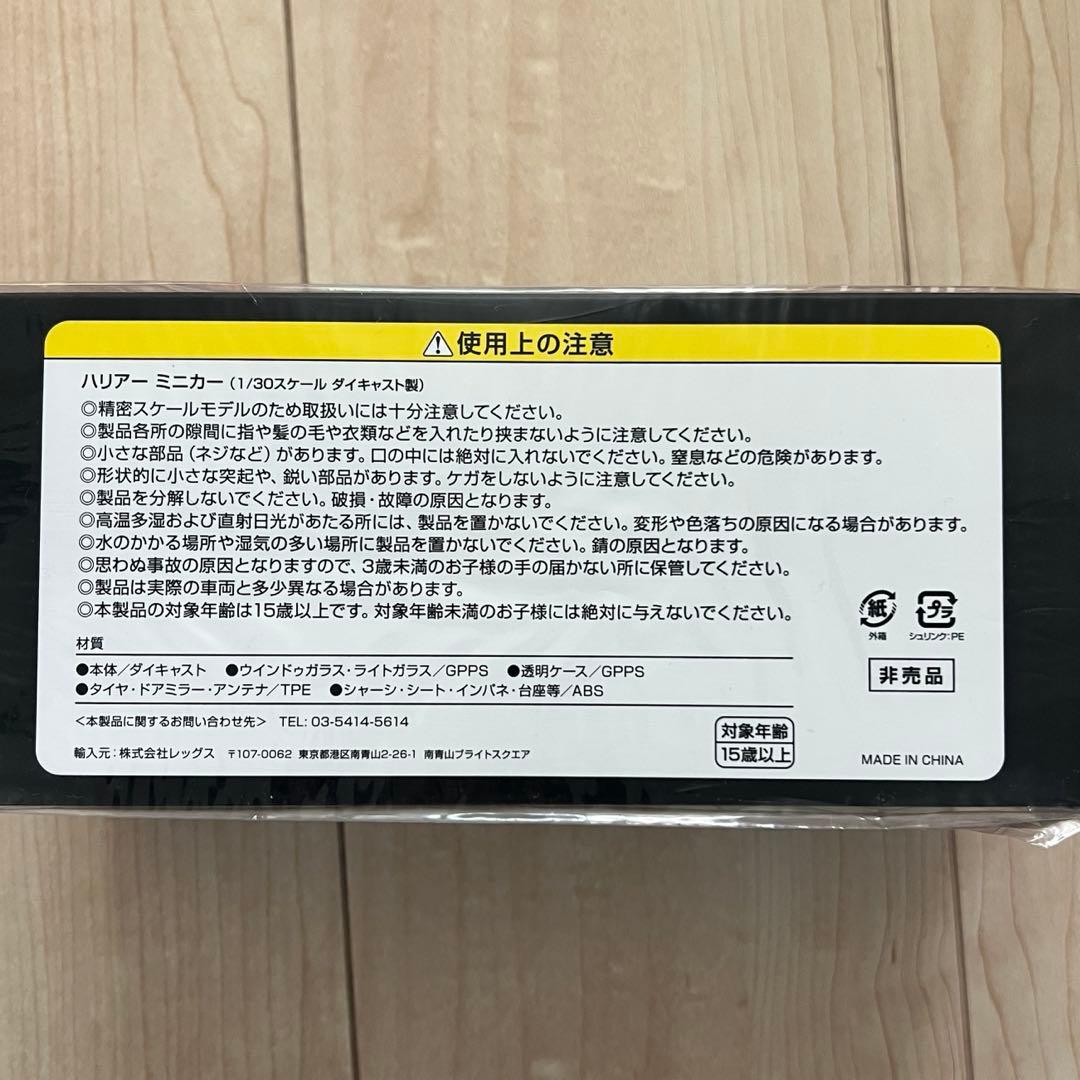 ⚠使用上の注意
ハリアー ミニカー（1/30スケール ダイキャスト製）
◎精密スケールモデルのため取扱いには十分注意してください。
◎製品各所の隙間に指や髪の毛や衣類などを入れたり挟まないように注意してください。
◎小さな部品（ネジなど）があります。口の中には絶対に入れないでください。窒息などの危険があります。
◎形状的に小さな突起や、鋭い部品があります。ケガをしないように注意してください。
◎製品を分解しないでください。破損・故障の原因となります。
◎高温多湿および直射日光があたる所には、製品を置かないでください。変形や色落ちの原因になる場合があります。
◎水のかかる場所や湿気の多い場所に製品を置かないでください。錆の原因となります。
◎思わぬ事故の原因となりますので、3歳未満のお子様の手の届かない所に保管してください。
◎製品は実際の車両と多少異なる場合があります。
◎本製品の対象年齢は15歳以上です。対象年齢未満のお子様には絶対に与えないでください。
紙 プラ
外箱 シュリンク：PE
材質
●本体／ダイキャスト ●ウインドゥガラス・ライトガラス／GPPS ●透明ケース／GPPS
●タイヤ・ドアミラー・アンテナ／TPE ●シャーシ・シート・インパネ・台座等／ABS
非売品
＜本製品に関するお問い合わせ先＞ TEL: 03-5414-5614
輸入元：株式会社レッグス 〒107-0062 東京都港区南青山2-26-1 南青山ブライトスクエア
対象年齢
15歳以上
MADE IN CHINA